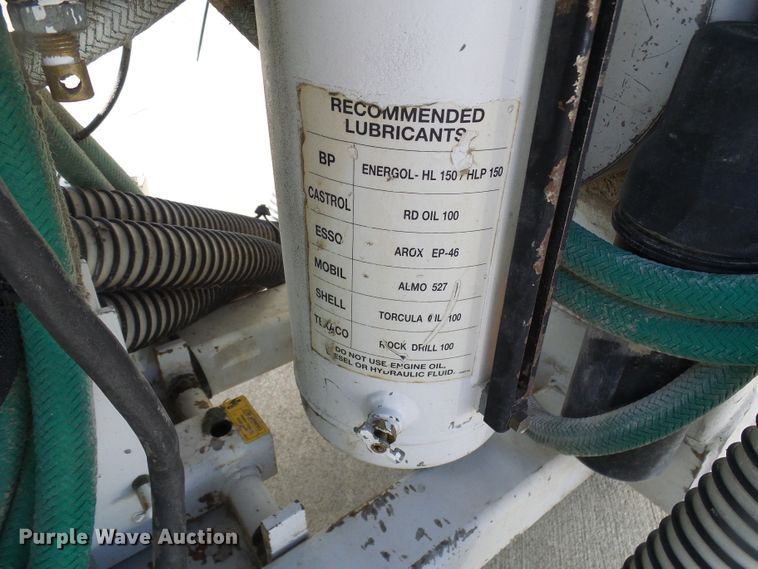 RECOMMENDED
LUBRICANTS
BP ENERGOL- HL 150 / HLP 150
CASTROL RD OIL 100
ESSO AROX EP-46
MOBIL ALMO 527
SHELL TORCULA OIL 100
TEXACO ROCK DRILL 100
DO NOT USE ENGINE OIL,
DIESEL OR HYDRAULIC FLUID.
Purple Wave Auction